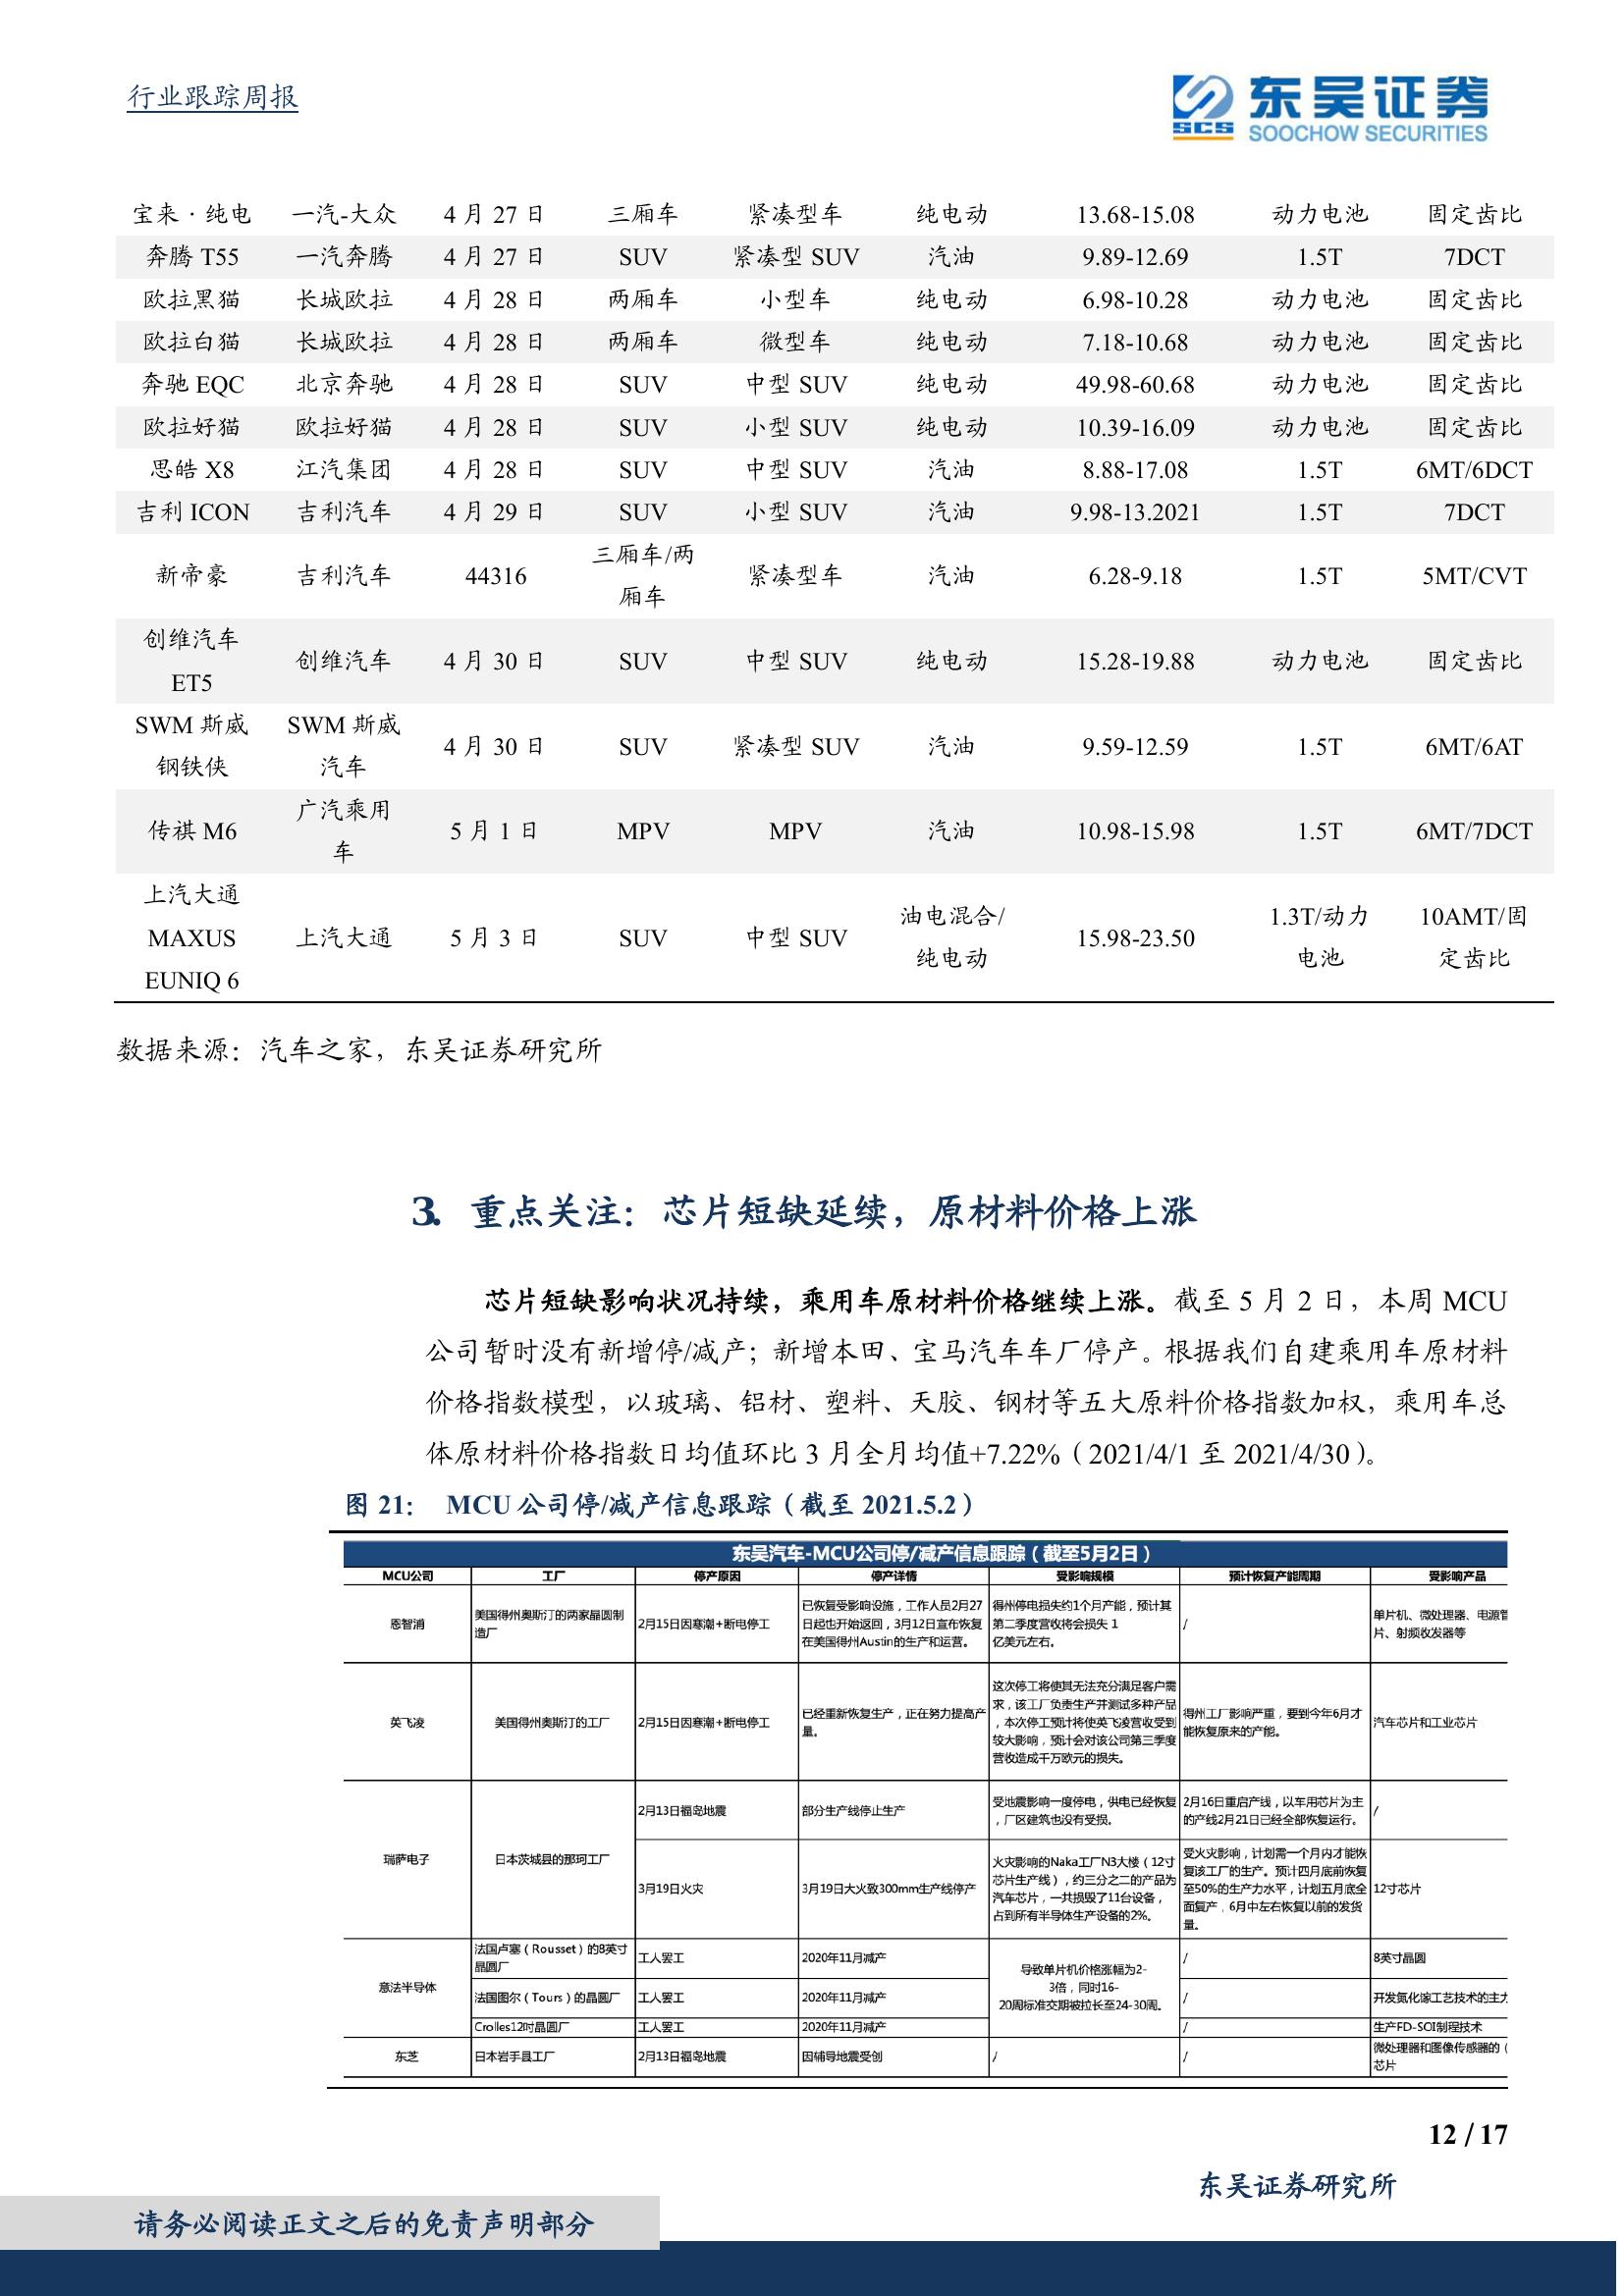 行业跟踪周报
SCS 东吴证券
SOOCHOW SECURITIES
宝来·纯电 一汽-大众 4 月 27 日 三厢车 紧凑型车 纯电动 13.68-15.08 动力电池 固定齿比
奔腾 T55 一汽奔腾 4 月 27 日 SUV 紧凑型 SUV 汽油 9.89-12.69 1.5T 7DCT
欧拉黑猫 长城欧拉 4 月 28 日 两厢车 小型车 纯电动 6.98-10.28 动力电池 固定齿比
欧拉白猫 长城欧拉 4 月 28 日 两厢车 微型车 纯电动 7.18-10.68 动力电池 固定齿比
奔驰 EQC 北京奔驰 4 月 28 日 SUV 中型 SUV 纯电动 49.98-60.68 动力电池 固定齿比
欧拉好猫 欧拉好猫 4 月 28 日 SUV 小型 SUV 纯电动 10.39-16.09 动力电池 固定齿比
思皓 X8 江汽集团 4 月 28 日 SUV 中型 SUV 汽油 8.88-17.08 1.5T 6MT/6DCT
吉利 ICON 吉利汽车 4 月 29 日 SUV 小型 SUV 汽油 9.98-13.2021 1.5T 7DCT
新帝豪 吉利汽车 44316 三厢车/两厢车 紧凑型车 汽油 6.28-9.18 1.5T 5MT/CVT
创维汽车 ET5 创维汽车 4 月 30 日 SUV 中型 SUV 纯电动 15.28-19.88 动力电池 固定齿比
SWM 斯威钢铁侠 SWM 斯威汽车 4 月 30 日 SUV 紧凑型 SUV 汽油 9.59-12.59 1.5T 6MT/6AT
传祺 M6 广汽乘用车 5 月 1 日 MPV MPV 汽油 10.98-15.98 1.5T 6MT/7DCT
上汽大通 MAXUS EUNIQ 6 上汽大通 5 月 3 日 SUV 中型 SUV 油电混合/纯电动 15.98-23.50 1.3T/动力电池 10AMT/固定齿比
数据来源：汽车之家，东吴证券研究所
3. 重点关注：芯片短缺延续，原材料价格上涨
芯片短缺影响状况持续，乘用车原材料价格继续上涨。截至 5 月 2 日，本周 MCU
公司暂时没有新增停/减产；新增本田、宝马汽车车厂停产。根据我们自建乘用车原材料
价格指数模型，以玻璃、铝材、塑料、天胶、钢材等五大原料价格指数加权，乘用车总
体原材料价格指数日均值环比 3 月全月均值+7.22%（2021/4/1 至 2021/4/30）。
图 21： MCU 公司停/减产信息跟踪（截至 2021.5.2）
东吴汽车-MCU公司停/减产信息跟踪（截至5月2日）
MCU公司 工厂 停产原因 停产详情 受影响规模 预计恢复产能周期 受影响产品
恩智浦 美国得州奥斯汀的两家晶圆制造厂 2月15日因寒潮+断电停工 已恢复受影响设施，工作人员2月27日起也开始返回，3月12日宣布恢复在美国得州Austin的生产和运营。 得州停电损失约1个月产能，预计其第二季度营收将会损失 1亿美元左右。 / 单片机、微处理器、电源管片、射频收发器等
英飞凌 美国得州奥斯汀的工厂 2月15日因寒潮+断电停工 已经重新恢复生产，正在努力提高产量。 这次停工将使其无法充分满足客户需求，该工厂负责生产并测试多种产品，本次停工预计将使英飞凌营收受到较大影响，预计会对该公司第三季度营收造成千万欧元的损失。 得州工厂影响严重，要到今年6月才能恢复原来的产能。 汽车芯片和工业芯片
瑞萨电子 日本茨城县的那珂工厂 2月13日福岛地震 部分生产线停止生产 受地震影响一度停电，供电已经恢复，厂区建筑也没有受损。 2月16日重启产线，以车用芯片为主的产线2月21日已经全部恢复运行。 /
3月19日火灾 3月19日大火致300mm生产线停产 火灾影响的Naka工厂N3大楼（12寸芯片生产线），约三分之二的产品为汽车芯片，一共损毁了11台设备，占到所有半导体生产设备的2%。 受火灾影响，计划需一个月内才能恢复该工厂的生产。预计四月底前恢复至50%的生产力水平，计划五月底全面复产，6月中左右恢复以前的发货量。 12寸芯片
意法半导体 法国卢塞（Rousset）的8英寸晶圆厂 工人罢工 2020年11月减产 导致单片机价格涨幅为2-3倍，同时16-20周标准交期被拉长至24-30周。 / 8英寸晶圆
法国图尔（Tours）的晶圆厂 工人罢工 2020年11月减产 / 开发氮化镓工艺技术的主力
Crolles12吋晶圆厂 工人罢工 2020年11月减产 / 生产FD-SOI制程技术
东芝 日本岩手县工厂 2月13日福岛地震 因辅导地震受创 / / 微处理器和图像传感器的（芯片
12 / 17
东吴证券研究所
请务必阅读正文之后的免责声明部分